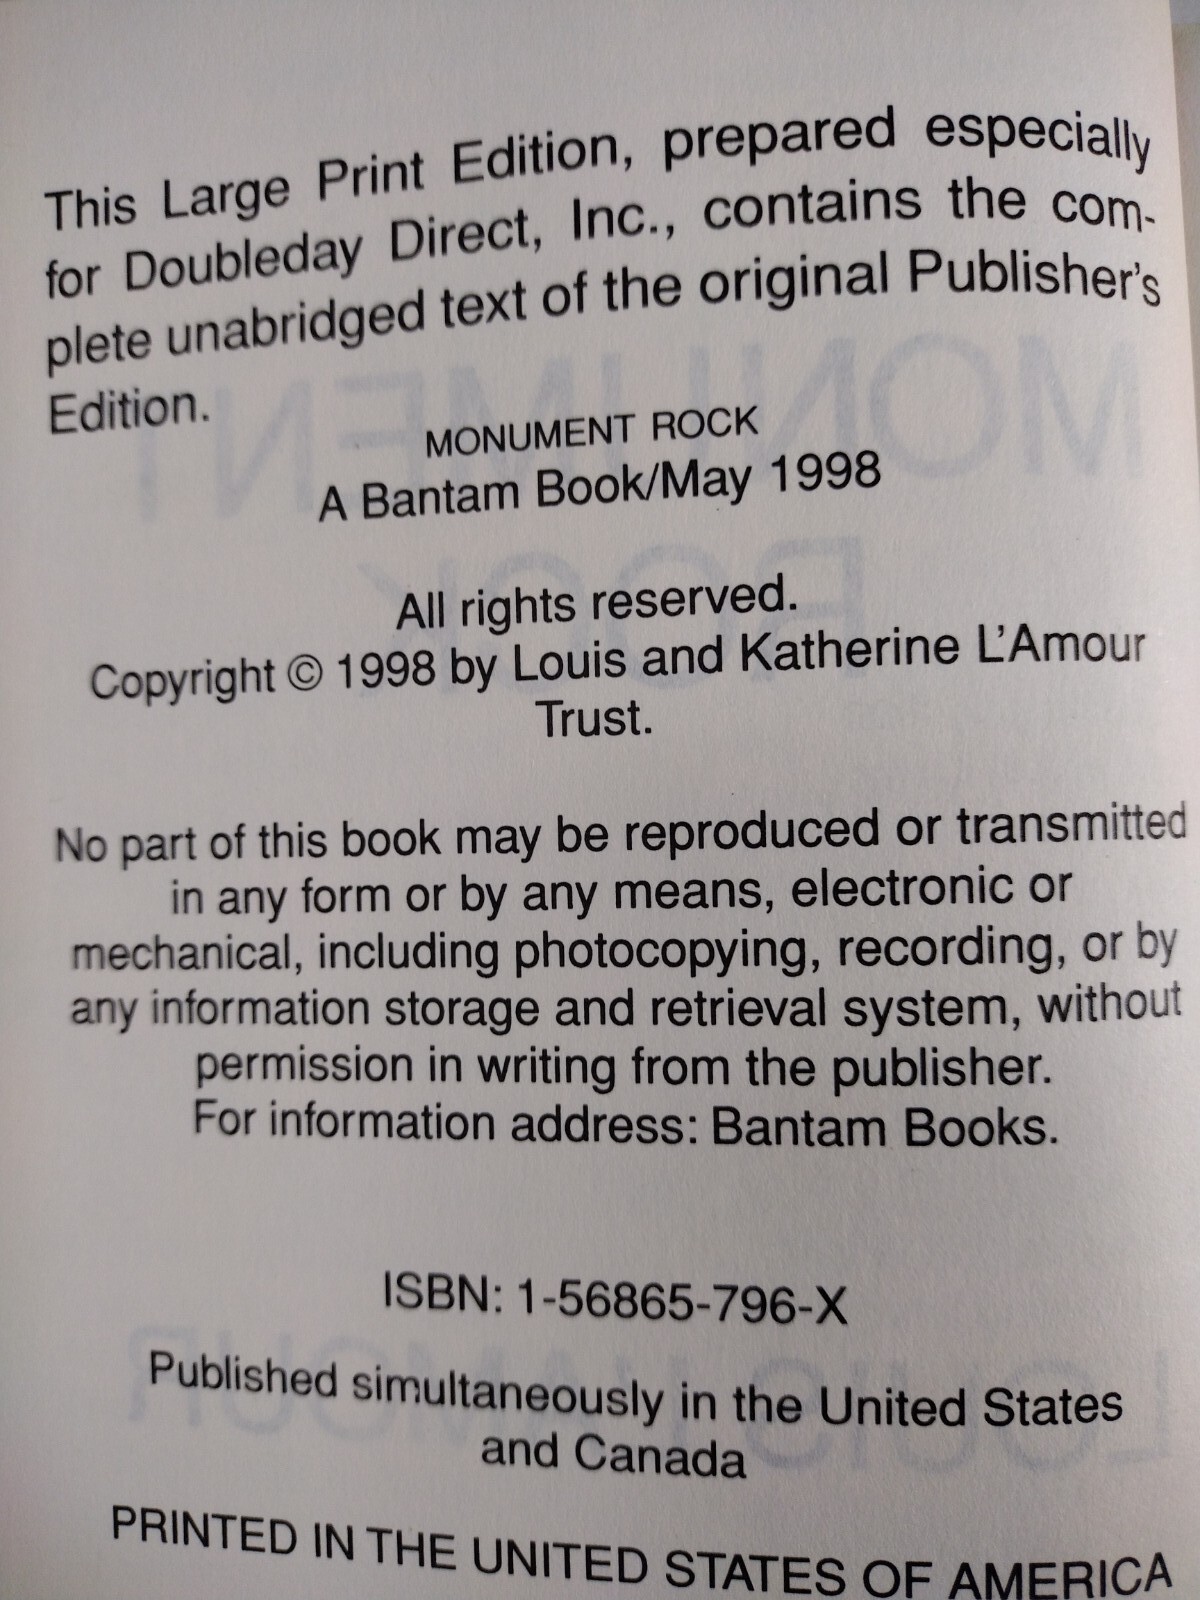 This Large Print Edition, prepared especially
for Doubleday Direct, Inc., contains the com-
plete unabridged text of the original Publisher's
Edition.
MONUMENT ROCK
A Bantam Book/May 1998
All rights reserved.
Copyright © 1998 by Louis and Katherine L'Amour
Trust.
No part of this book may be reproduced or transmitted
in any form or by any means, electronic or
mechanical, including photocopying, recording, or by
any information storage and retrieval system, without
permission in writing from the publisher.
For information address: Bantam Books.
ISBN: 1-56865-796-X
Published simultaneously in the United States
and Canada
PRINTED IN THE UNITED STATES OF AMERICA